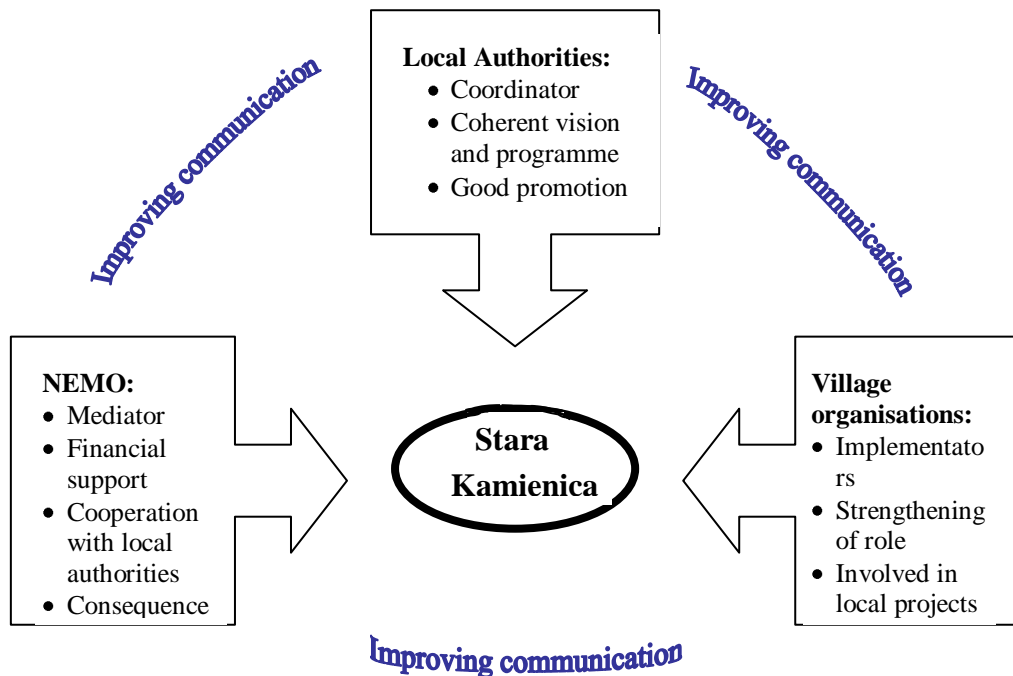 Local Authorities:
• Coordinator
• Coherent vision
and programme
• Good promotion
Improving communication
Improving communication
NEMO:
• Mediator
• Financial
support
• Cooperation
with local
authorities
• Consequence
Stara
Kamienica
Village
organisations:
• Implementato
rs
• Strengthening
of role
• Involved in
local projects
Improving communication